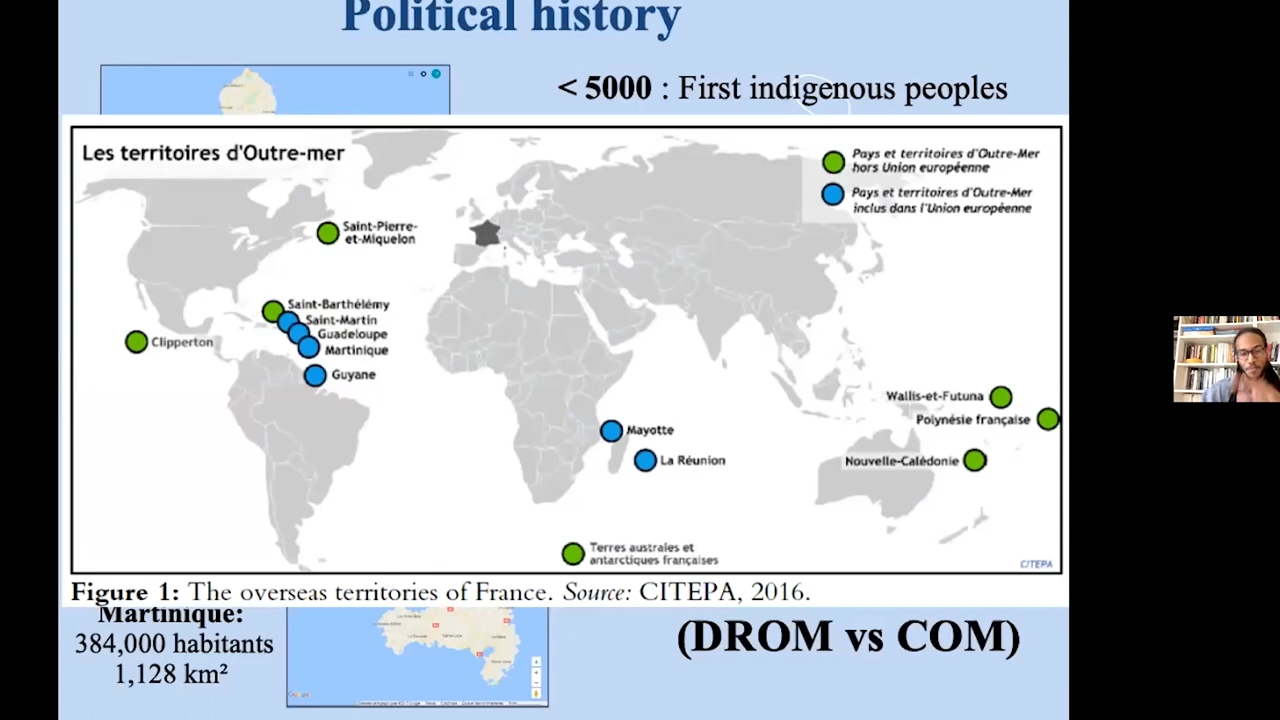 Political history
< 5000 : First indigenous peoples
Les territoires d'Outre-mer
Pays et territoires d'Outre-Mer
hors Union européenne
Pays et territoires d'Outre-Mer
inclus dans l'Union européenne
Saint-Pierre-
et-Miquelon
Saint-Barthélémy
Saint-Martin
Guadeloupe
Martinique
Clipperton
Guyane
Wallis-et-Futuna
Polynésie française
Mayotte
La Réunion
Nouvelle-Calédonie
Terres australes et
antarctiques françaises
CITEPA
Figure 1: The overseas territories of France. Source: CITEPA, 2016.
Martinique:
384,000 habitants
1,128 km²
(DROM vs COM)